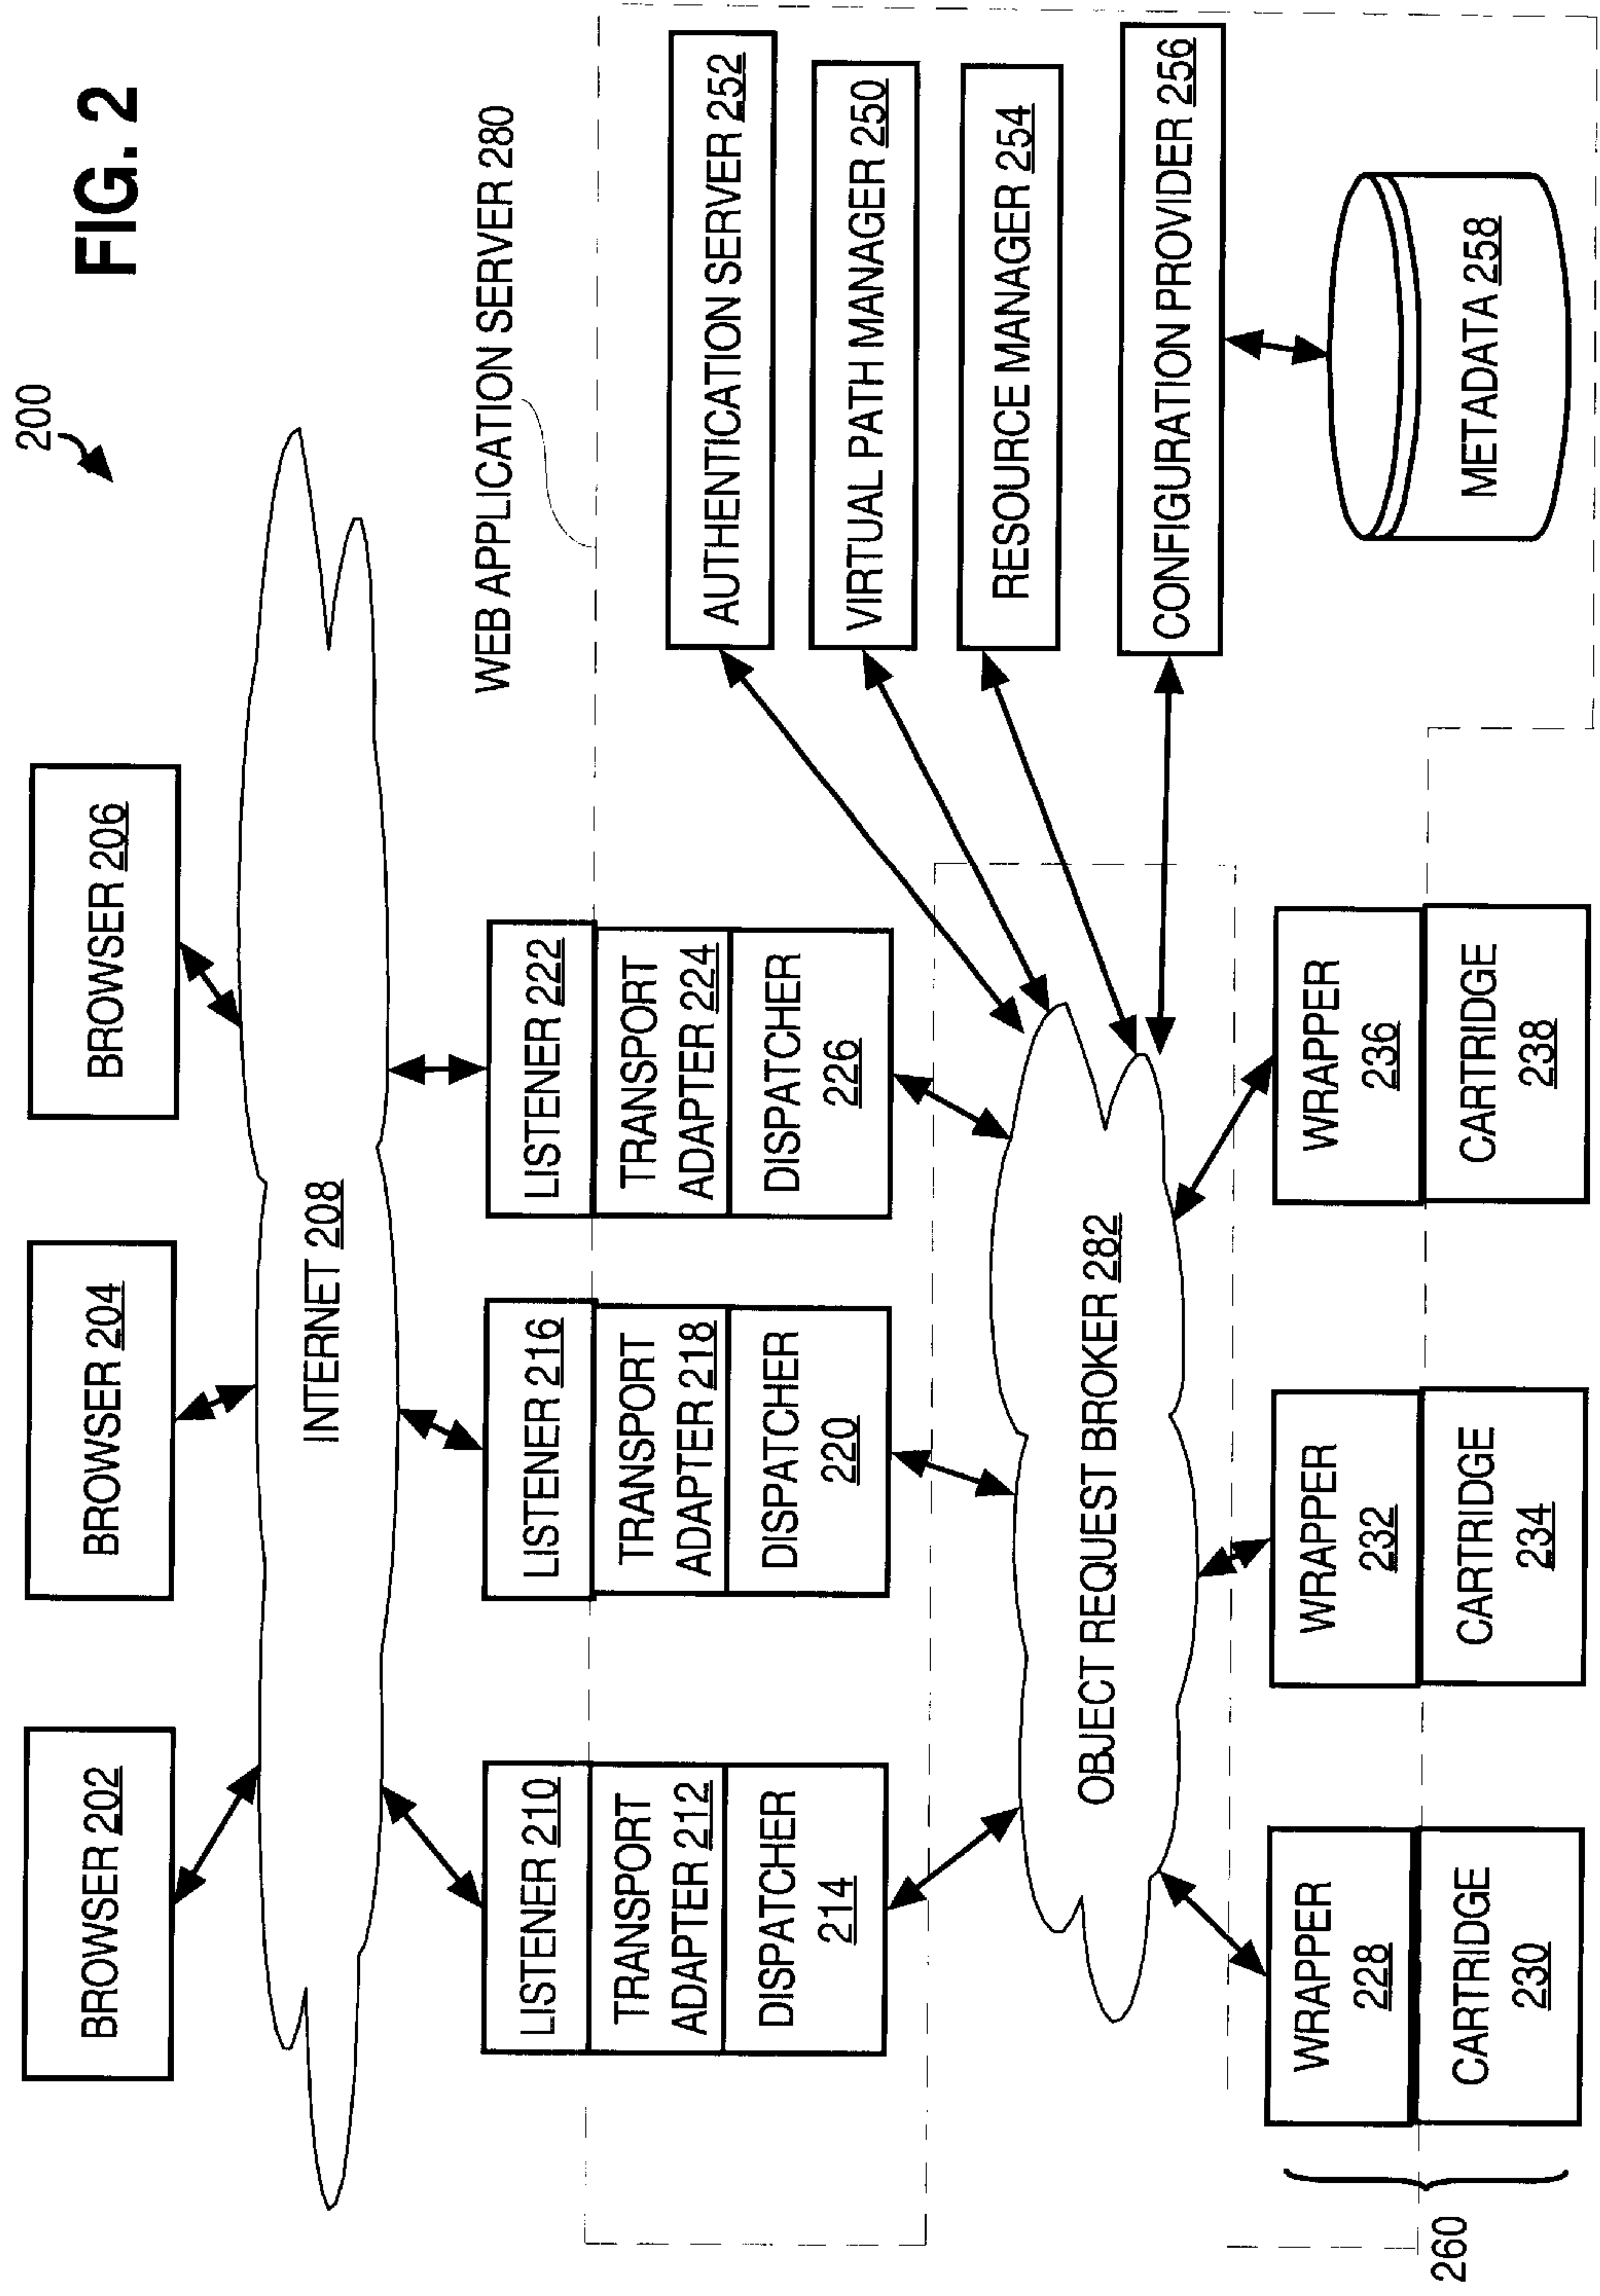 FIG. 2
200
BROWSER 202
BROWSER 204
BROWSER 206
INTERNET 208
WEB APPLICATION SERVER 280
LISTENER 210
TRANSPORT
ADAPTER 212
DISPATCHER
214
LISTENER 216
TRANSPORT
ADAPTER 218
DISPATCHER
220
LISTENER 222
TRANSPORT
ADAPTER 224
DISPATCHER
226
AUTHENTICATION SERVER 252
VIRTUAL PATH MANAGER 250
RESOURCE MANAGER 254
CONFIGURATION PROVIDER 256
METADATA 258
OBJECT REQUEST BROKER 282
WRAPPER
228
CARTRIDGE
230
WRAPPER
232
CARTRIDGE
234
WRAPPER
236
CARTRIDGE
238
260